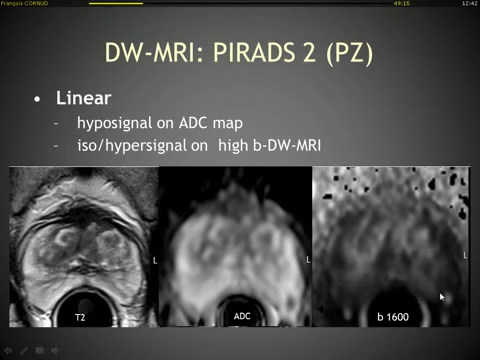 François CORNUD 49:15 12:42
DW-MRI: PIRADS 2 (PZ)
• Linear
– hyposignal on ADC map
– iso/hypersignal on high b-DW-MRI
L L L
T2 ADC b 1600